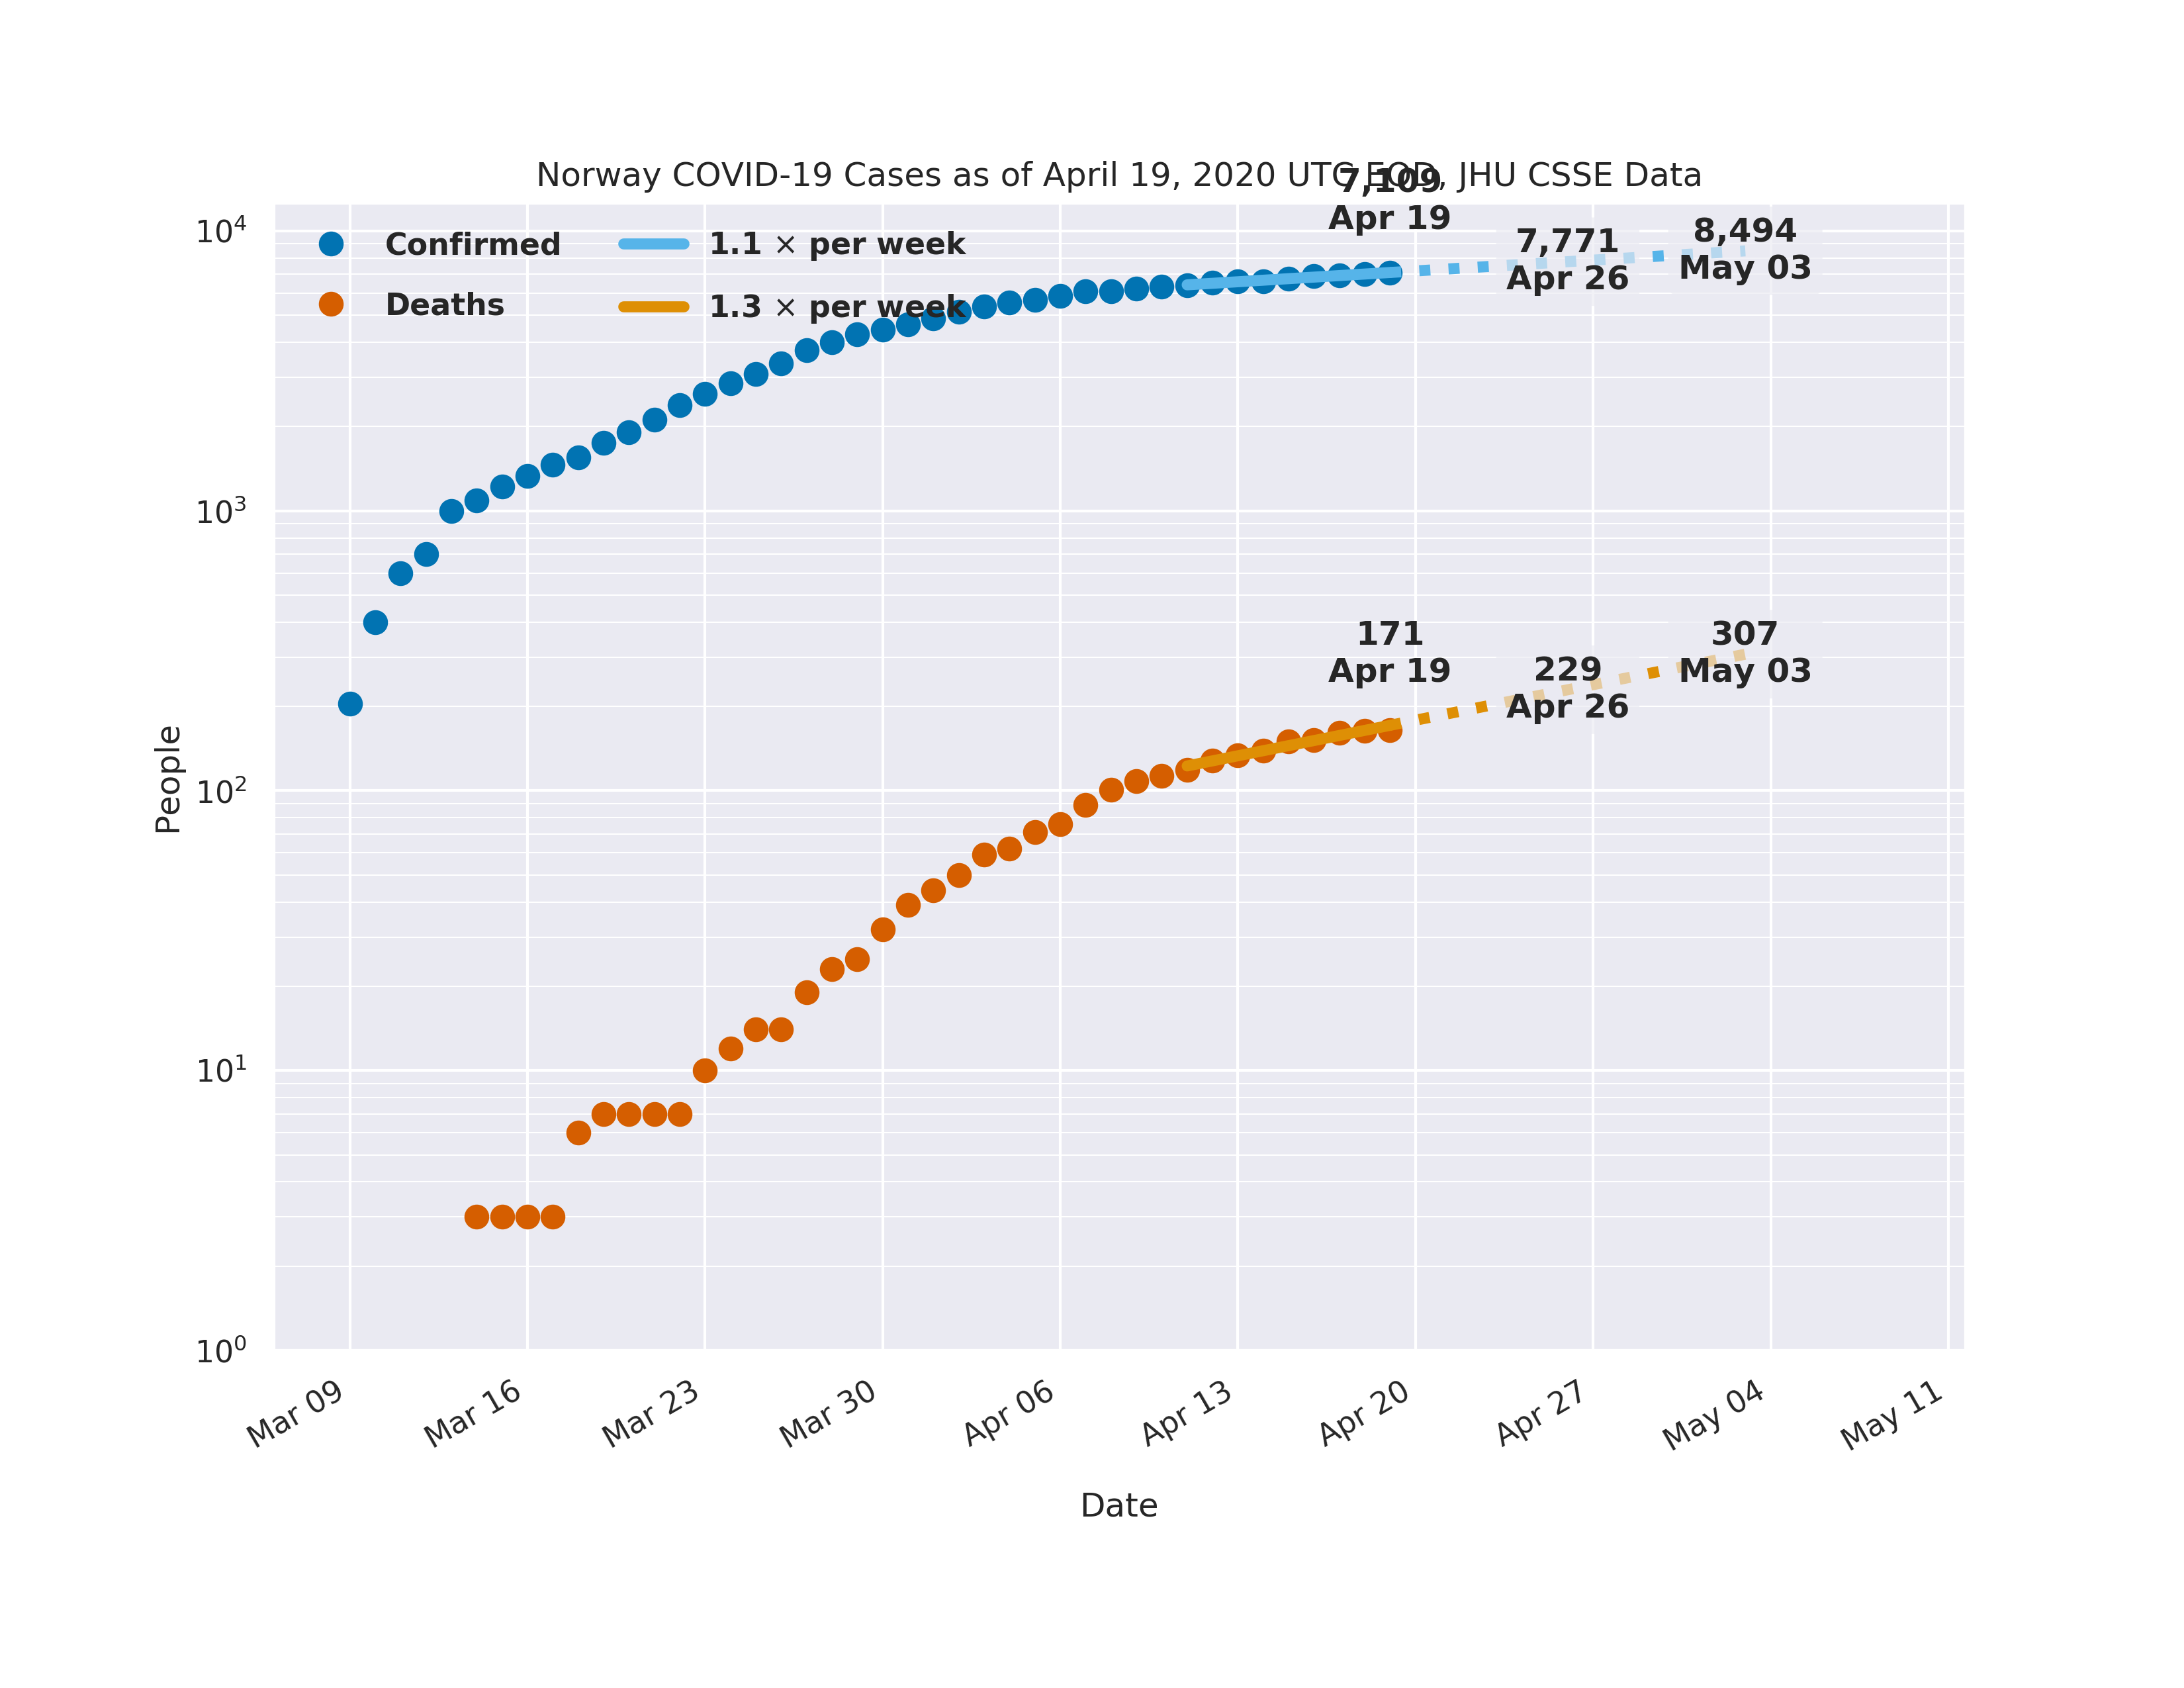 Norway COVID-19 Cases as of April 19, 2020 UTC EOD, JHU CSSE Data
7,109
Apr 19
7,771
Apr 26
8,494
May 03
Confirmed
Deaths
1.1 × per week
1.3 × per week
171
Apr 19
229
Apr 26
307
May 03
People
10⁴
10³
10²
10¹
10⁰
Mar 09
Mar 16
Mar 23
Mar 30
Apr 06
Apr 13
Apr 20
Apr 27
May 04
May 11
Date